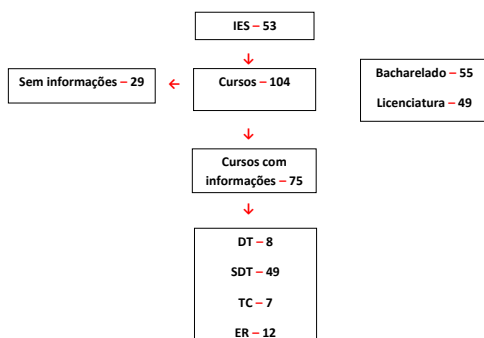 IES – 53
Sem informações – 29
Cursos – 104
Bacharelado – 55
Licenciatura – 49
Cursos com
informações – 75
DT – 8
SDT – 49
TC – 7
ER – 12